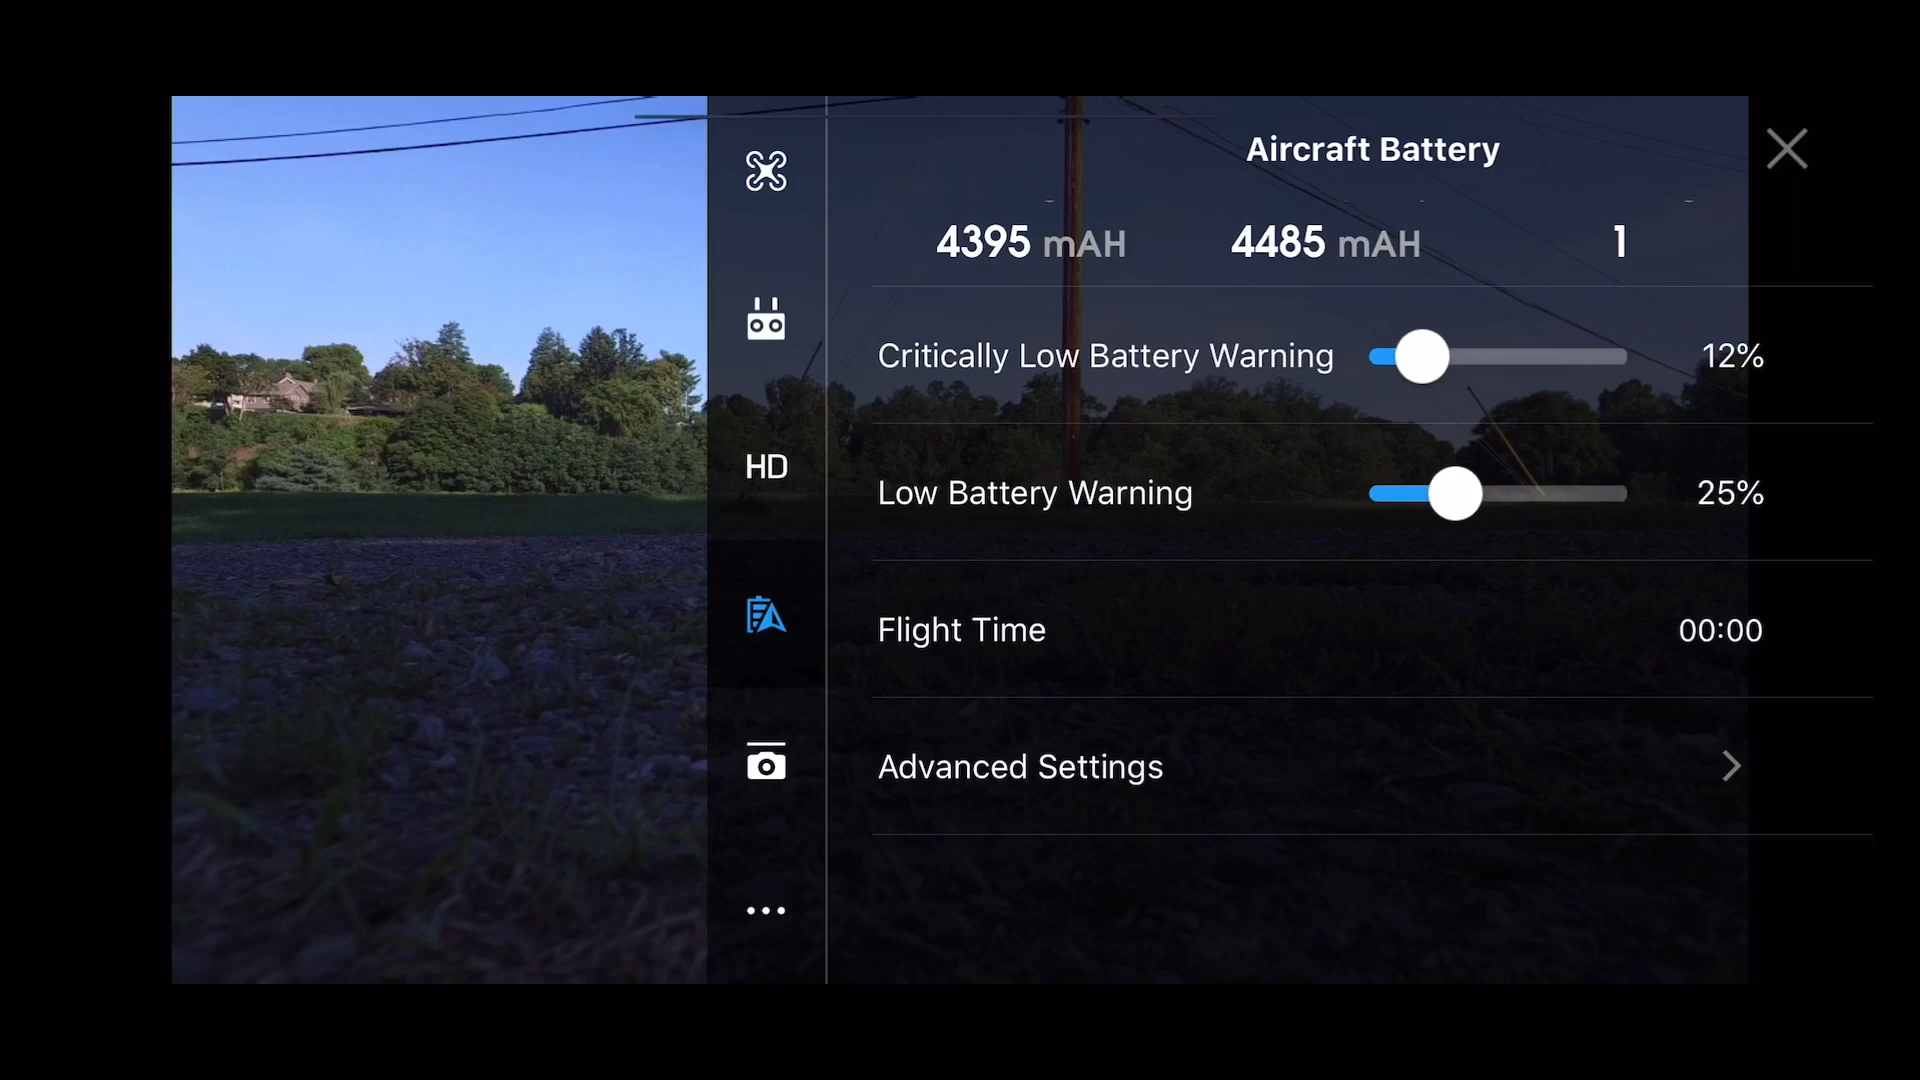 Aircraft Battery
4395 mAH 4485 mAH 1
Critically Low Battery Warning 12%
HD
Low Battery Warning 25%
Flight Time 00:00
Advanced Settings